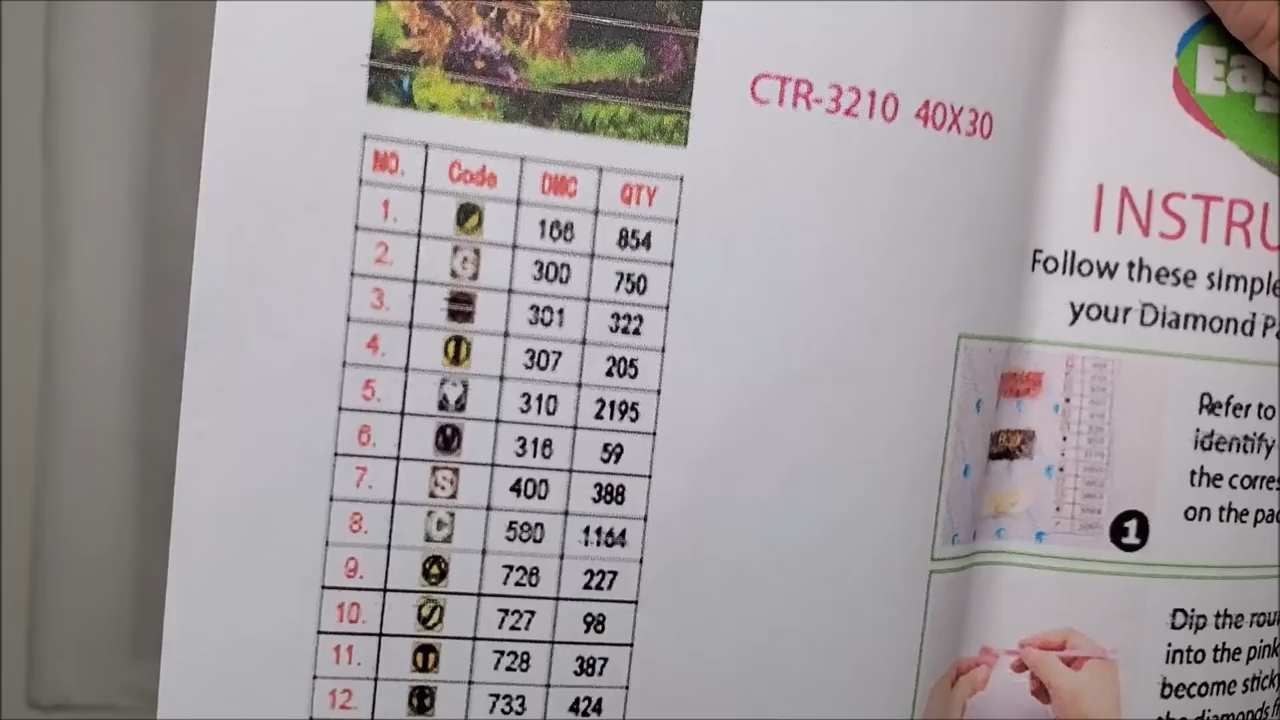 CTR-3210 40X30
NO. Code DMC QTY
1. 166 854
2. G 300 750
3. 301 322
4. 307 205
5. 310 2195
6. 316 59
7. S 400 388
8. C 580 1164
9. 726 227
10. 727 98
11. 728 387
12. 733 424
Eas
INSTRU
Follow these simple
your Diamond P
Refer to
identify
the corres
on the pac
1
Dip the rou
into the pink
become sticky